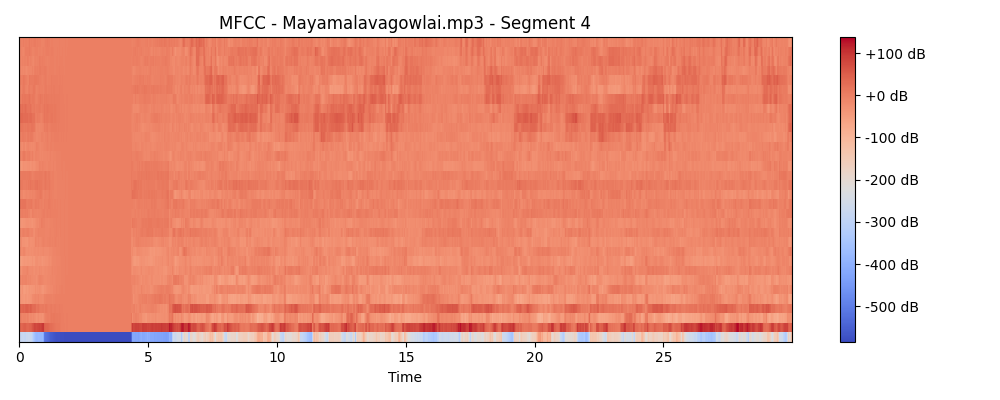 MFCC - Mayamalavagowlai.mp3 - Segment 4
+100 dB
+0 dB
-100 dB
-200 dB
-300 dB
-400 dB
-500 dB
0 5 10 15 20 25
Time